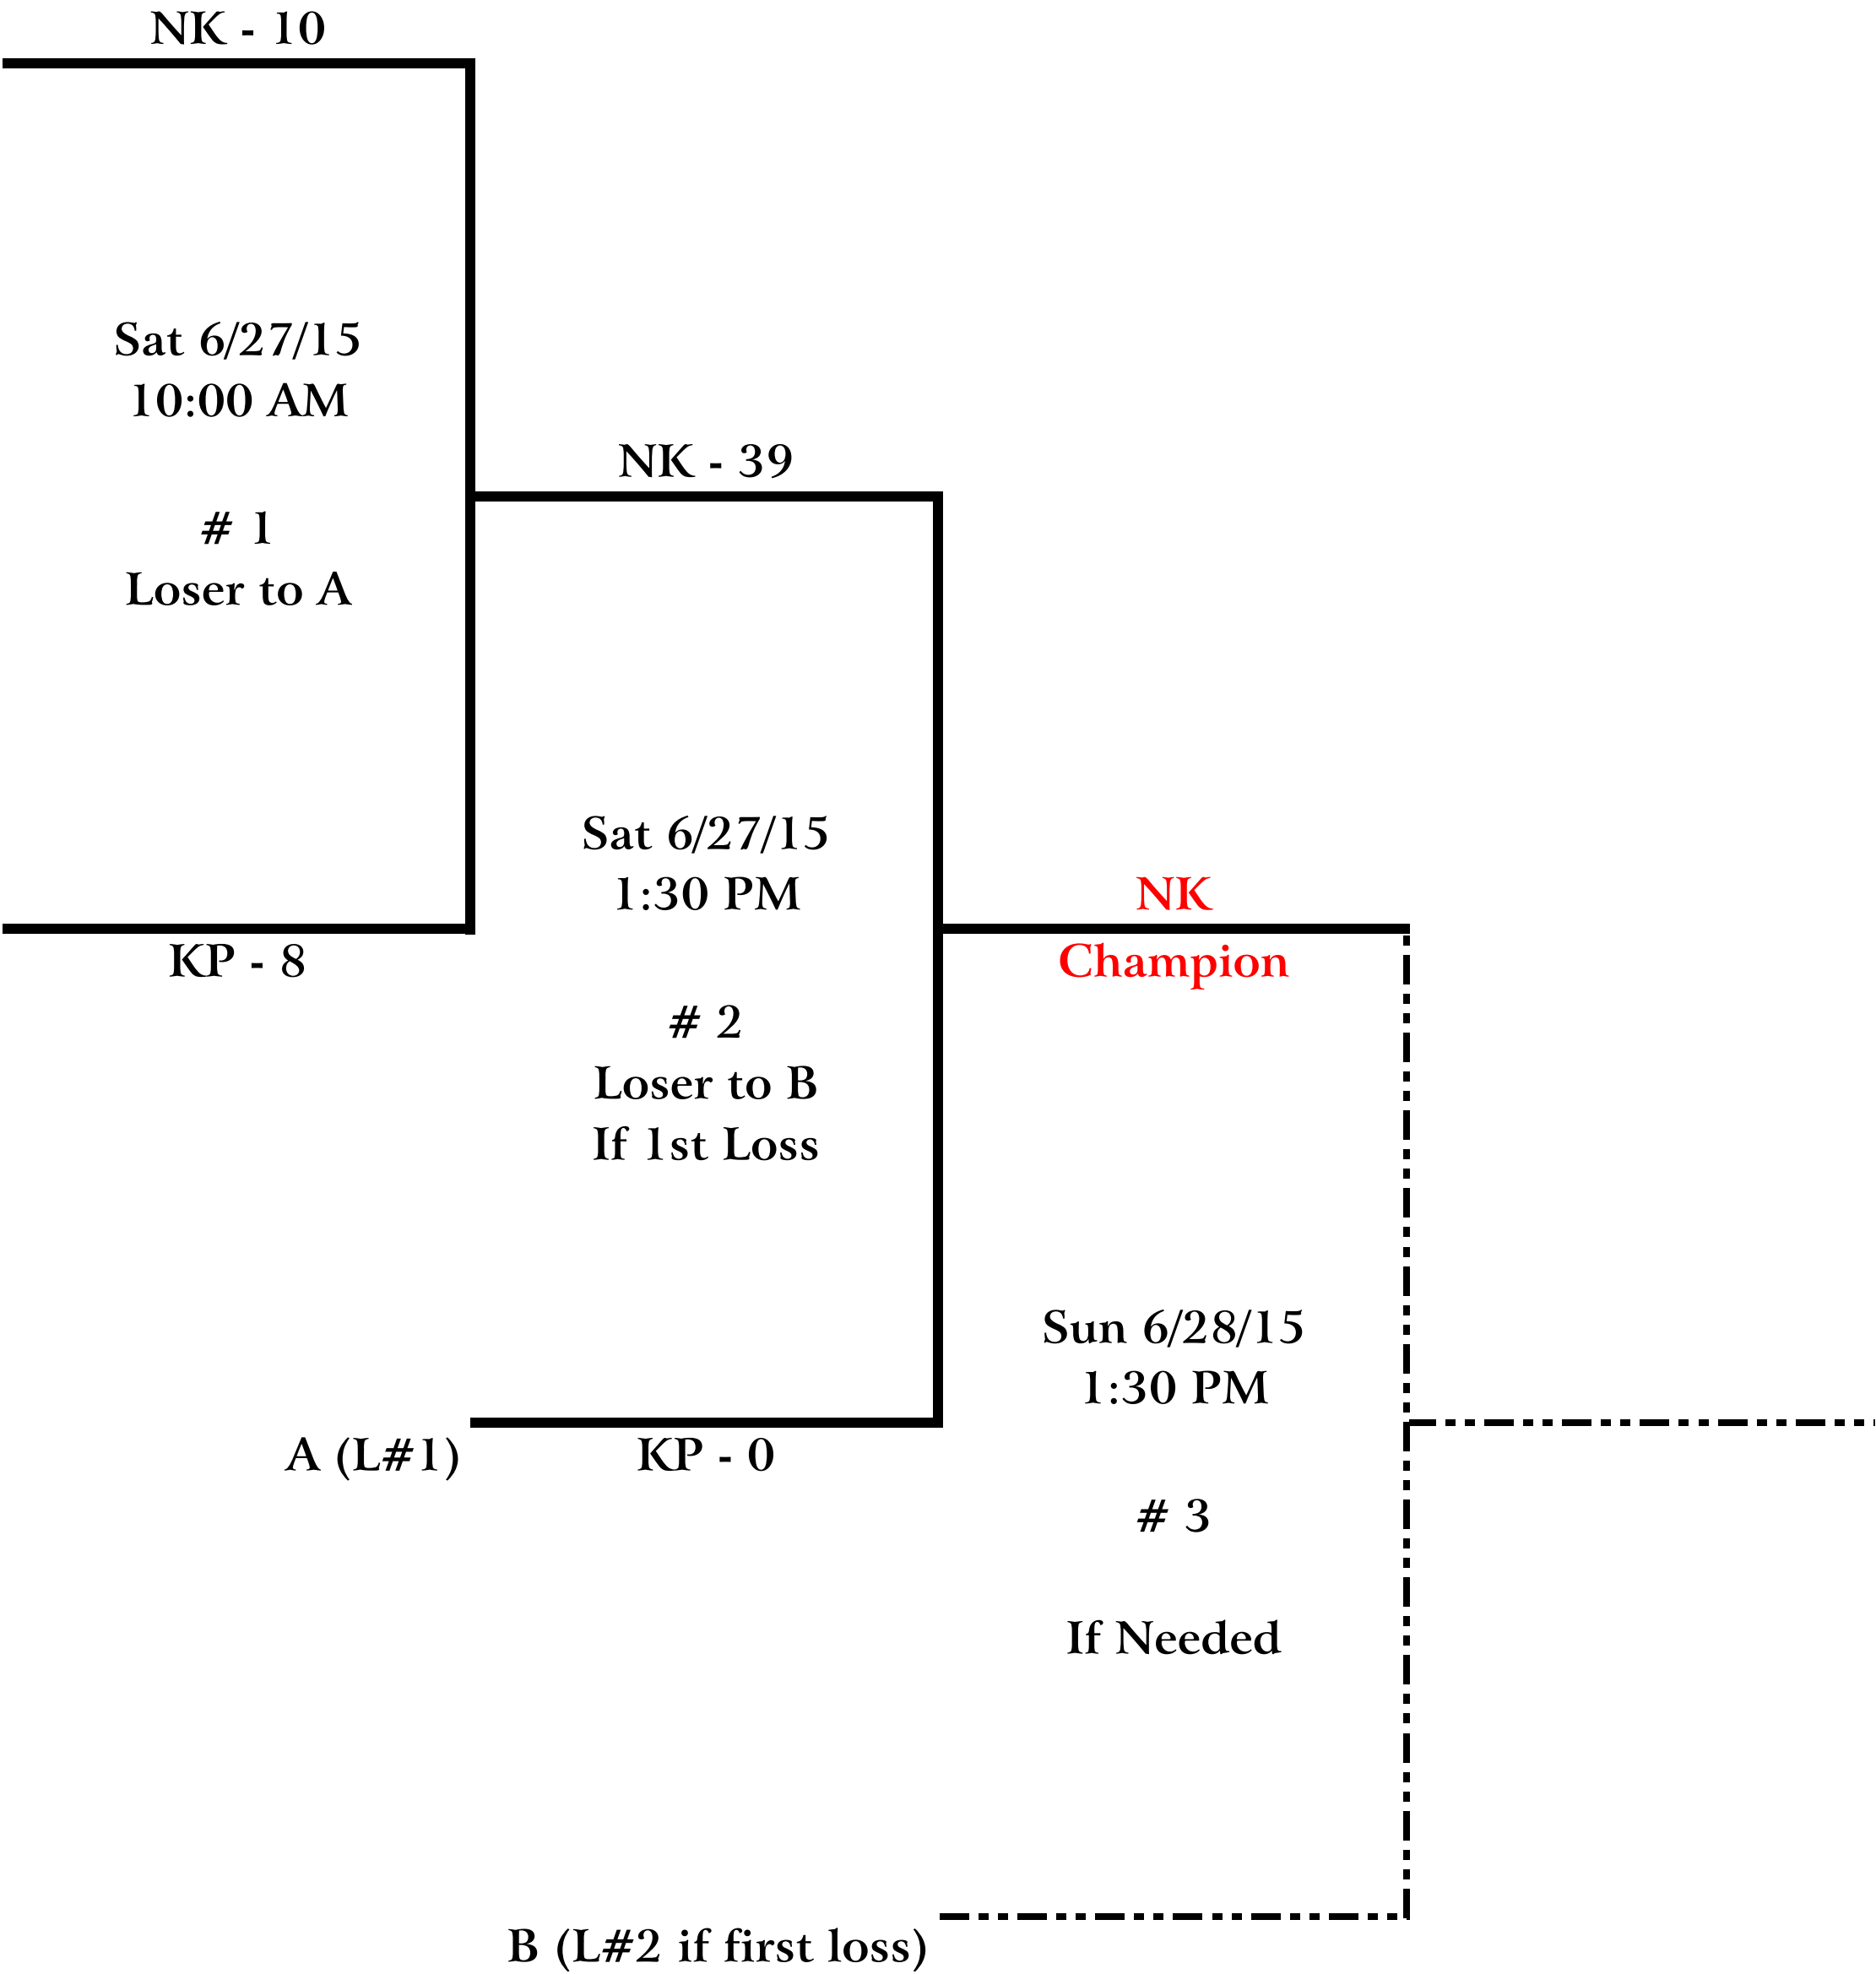 NK - 10
Sat 6/27/15
10:00 AM
# 1
Loser to A
KP - 8
NK - 39
Sat 6/27/15
1:30 PM
# 2
Loser to B
If 1st Loss
A (L#1)
KP - 0
NK
Champion
Sun 6/28/15
1:30 PM
# 3
If Needed
B (L#2 if first loss)